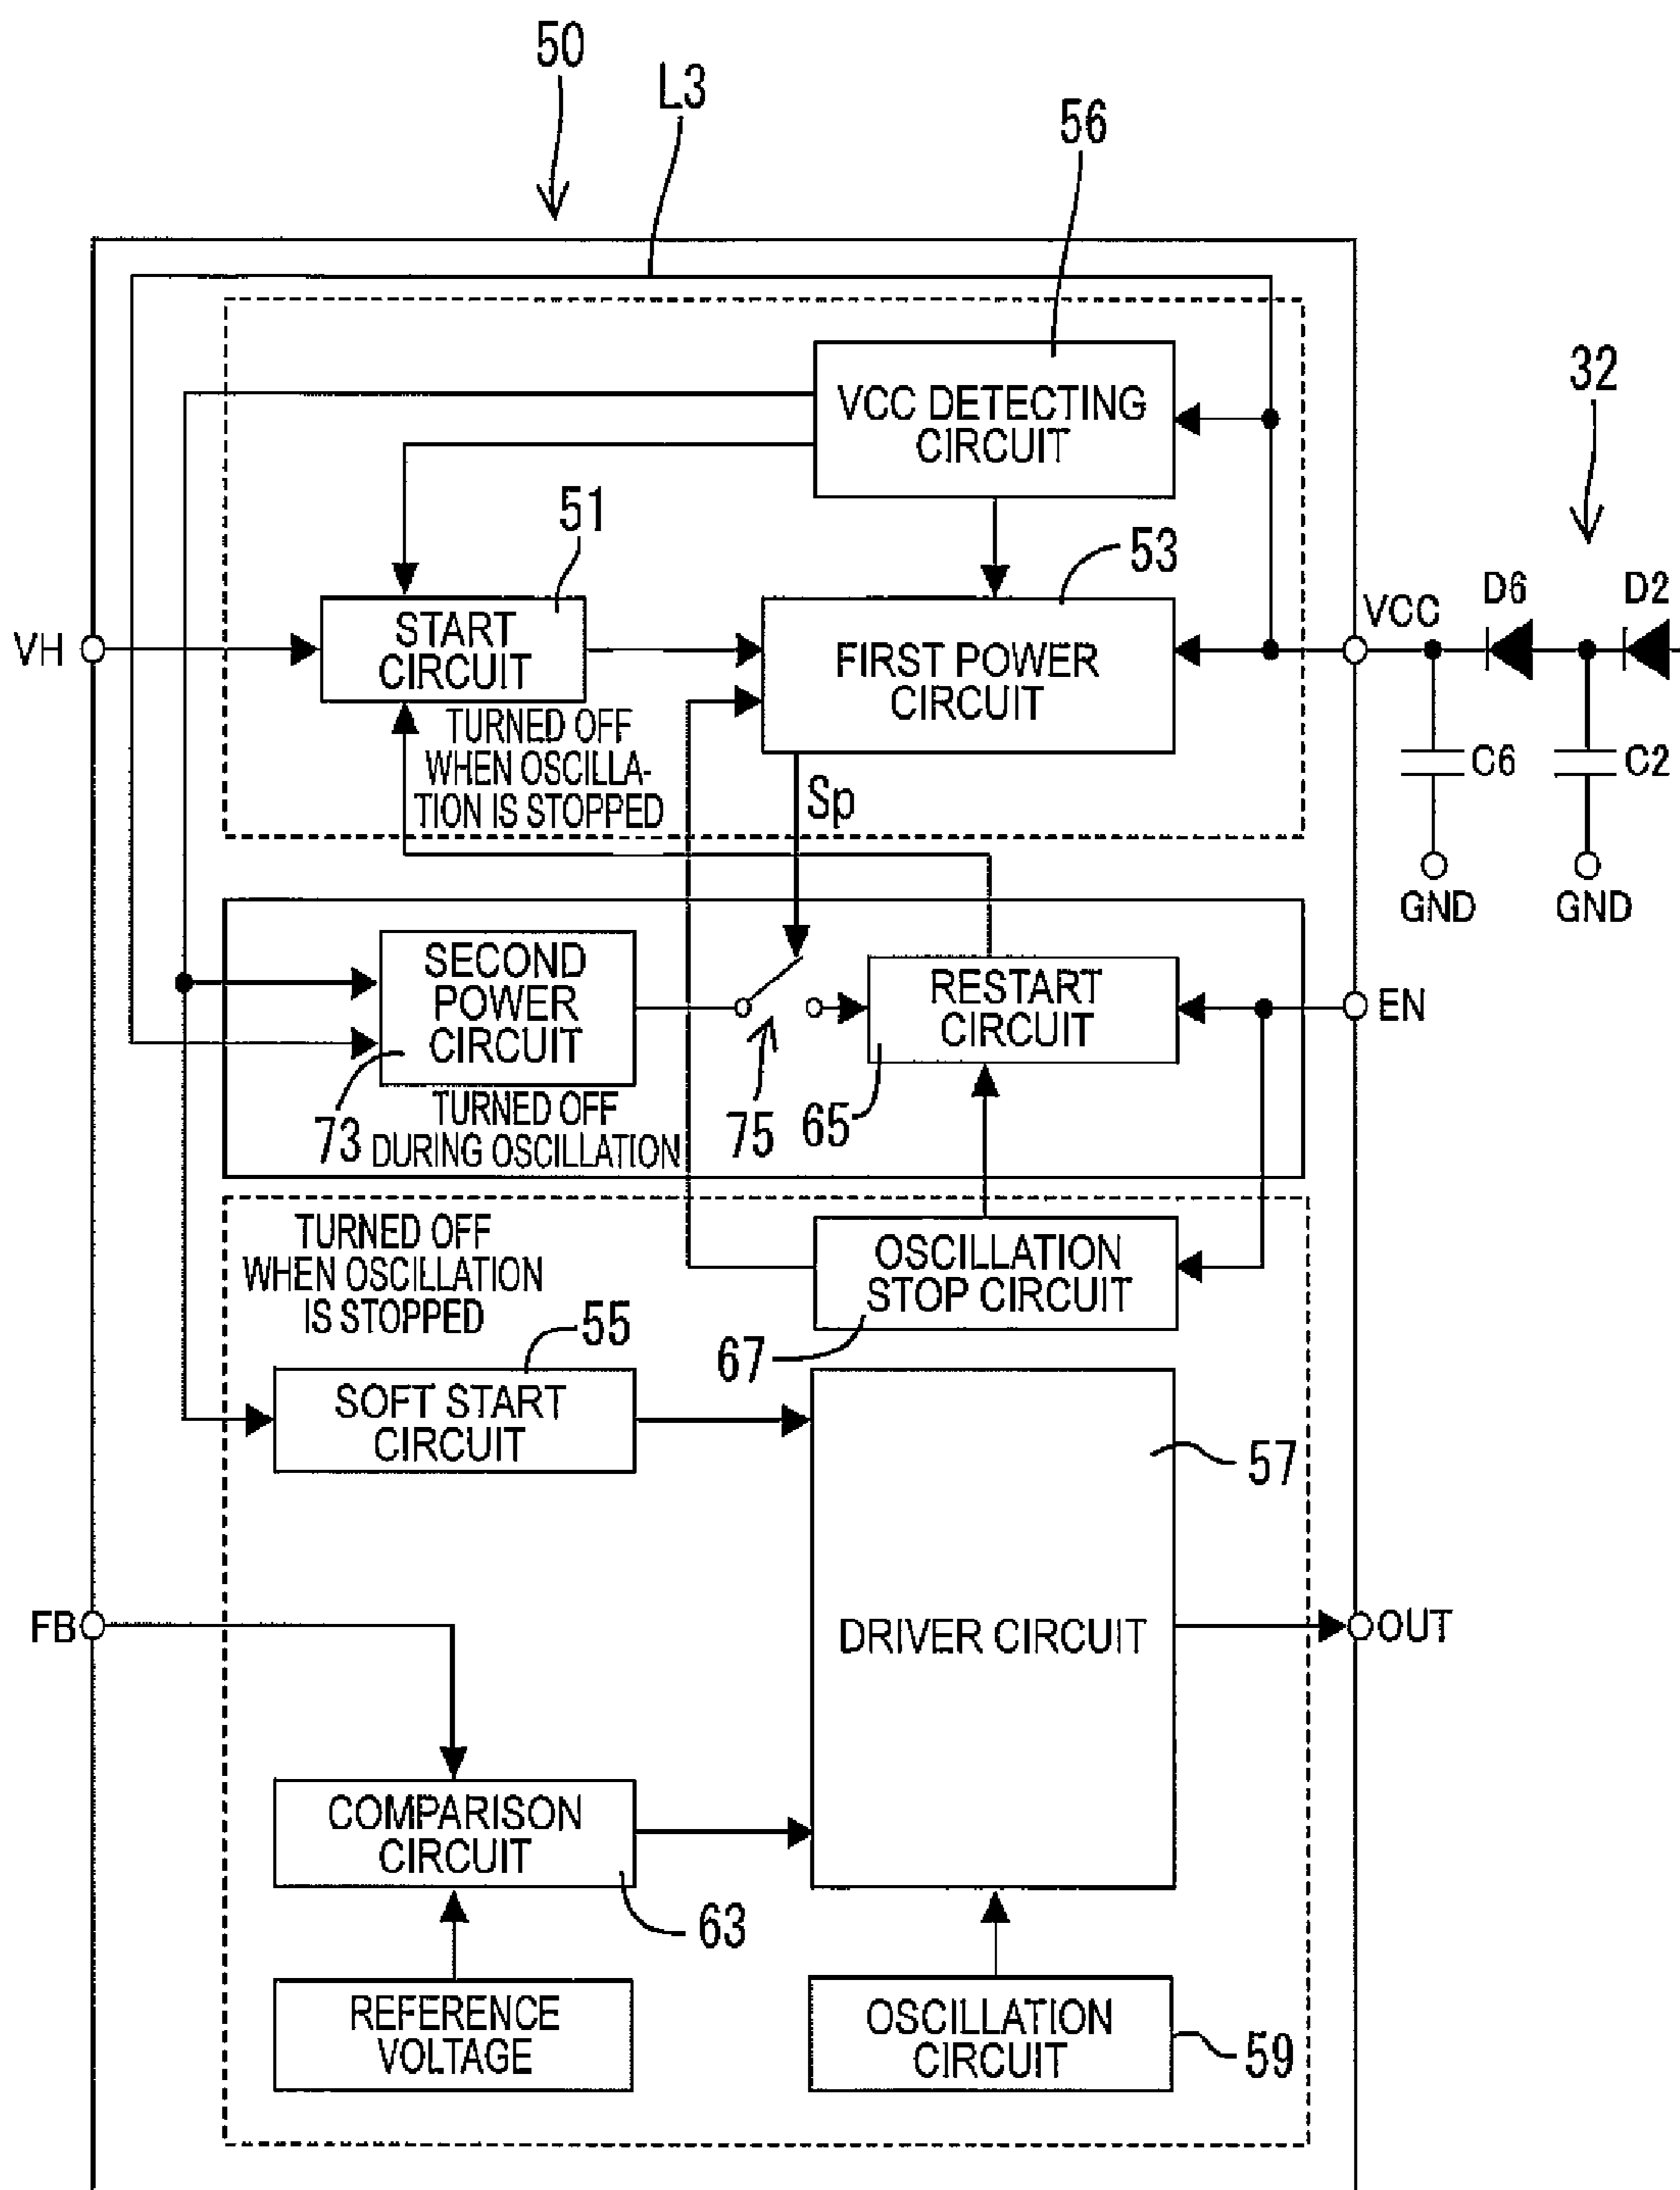 50
L3
56
VCC DETECTING
CIRCUIT
32
51
53
D6
D2
VCC
VH
START
CIRCUIT
FIRST POWER
CIRCUIT
TURNED OFF
WHEN OSCILLA-
TION IS STOPPED
Sp
C6
C2
GND
GND
SECOND
POWER
CIRCUIT
RESTART
CIRCUIT
EN
73
TURNED OFF
DURING OSCILLATION
75
65
TURNED OFF
WHEN OSCILLATION
IS STOPPED
OSCILLATION
STOP CIRCUIT
55
67
SOFT START
CIRCUIT
57
FB
DRIVER CIRCUIT
OUT
COMPARISON
CIRCUIT
63
REFERENCE
VOLTAGE
OSCILLATION
CIRCUIT
59